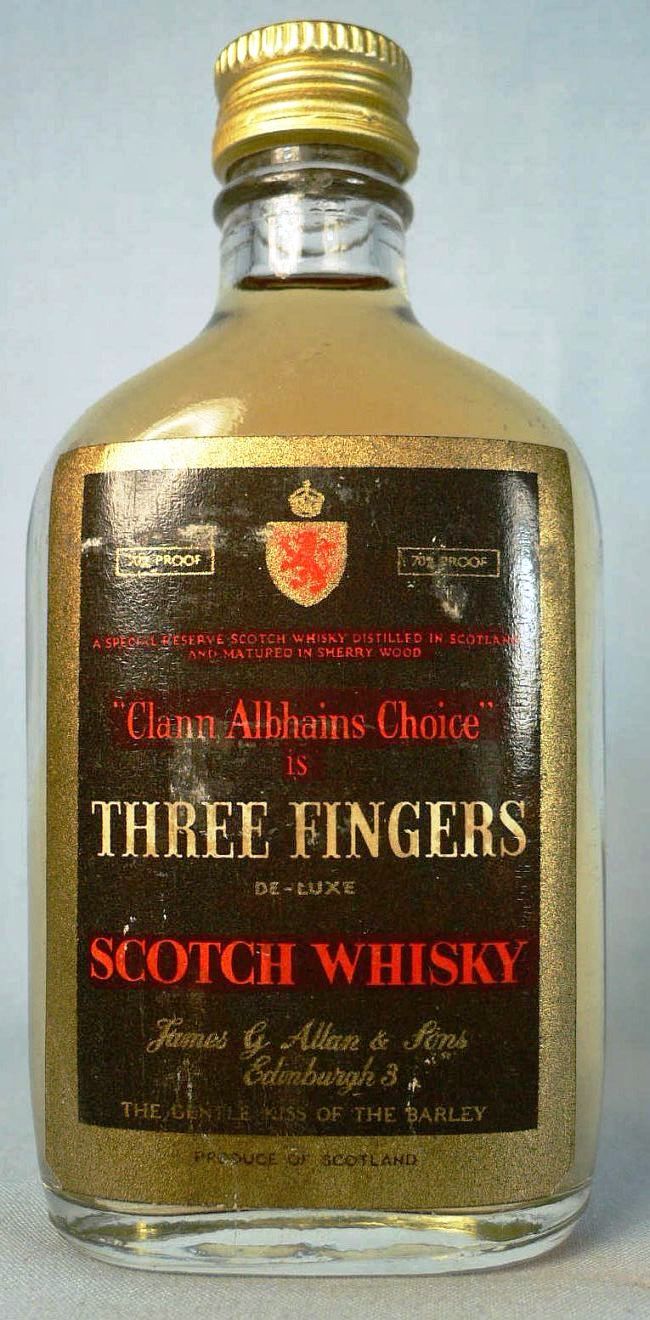 70% PROOF
70% PROOF
A SPECIAL RESERVE SCOTCH WHISKY DISTILLED IN SCOTLAND
AND MATURED IN SHERRY WOOD
"Clann Albhains Choice"
is
THREE FINGERS
DE-LUXE
SCOTCH WHISKY
James G Allan & Sons
Edinburgh 3
THE GENTLE KISS OF THE BARLEY
PRODUCE OF SCOTLAND